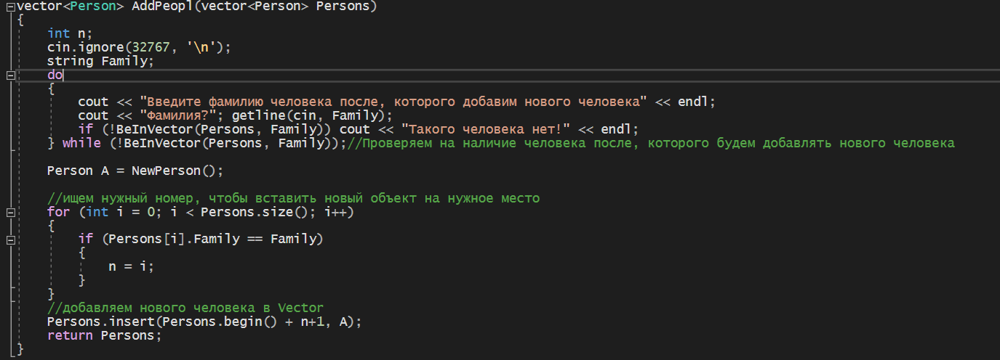 vector<Person> AddPeopl(vector<Person> Persons)
{
int n;
cin.ignore(32767, '\n');
string Family;
do
{
cout << "Введите фамилию человека после, которого добавим нового человека" << endl;
cout << "Фамилия?"; getline(cin, Family);
if (!BeInVector(Persons, Family)) cout << "Такого человека нет!" << endl;
} while (!BeInVector(Persons, Family));//Проверяем на наличие человека после, которого будем добавлять нового человека
Person A = NewPerson();
//ищем нужный номер, чтобы вставить новый объект на нужное место
for (int i = 0; i < Persons.size(); i++)
{
if (Persons[i].Family == Family)
{
n = i;
}
}
//добавляем нового человека в Vector
Persons.insert(Persons.begin() + n+1, A);
return Persons;
}